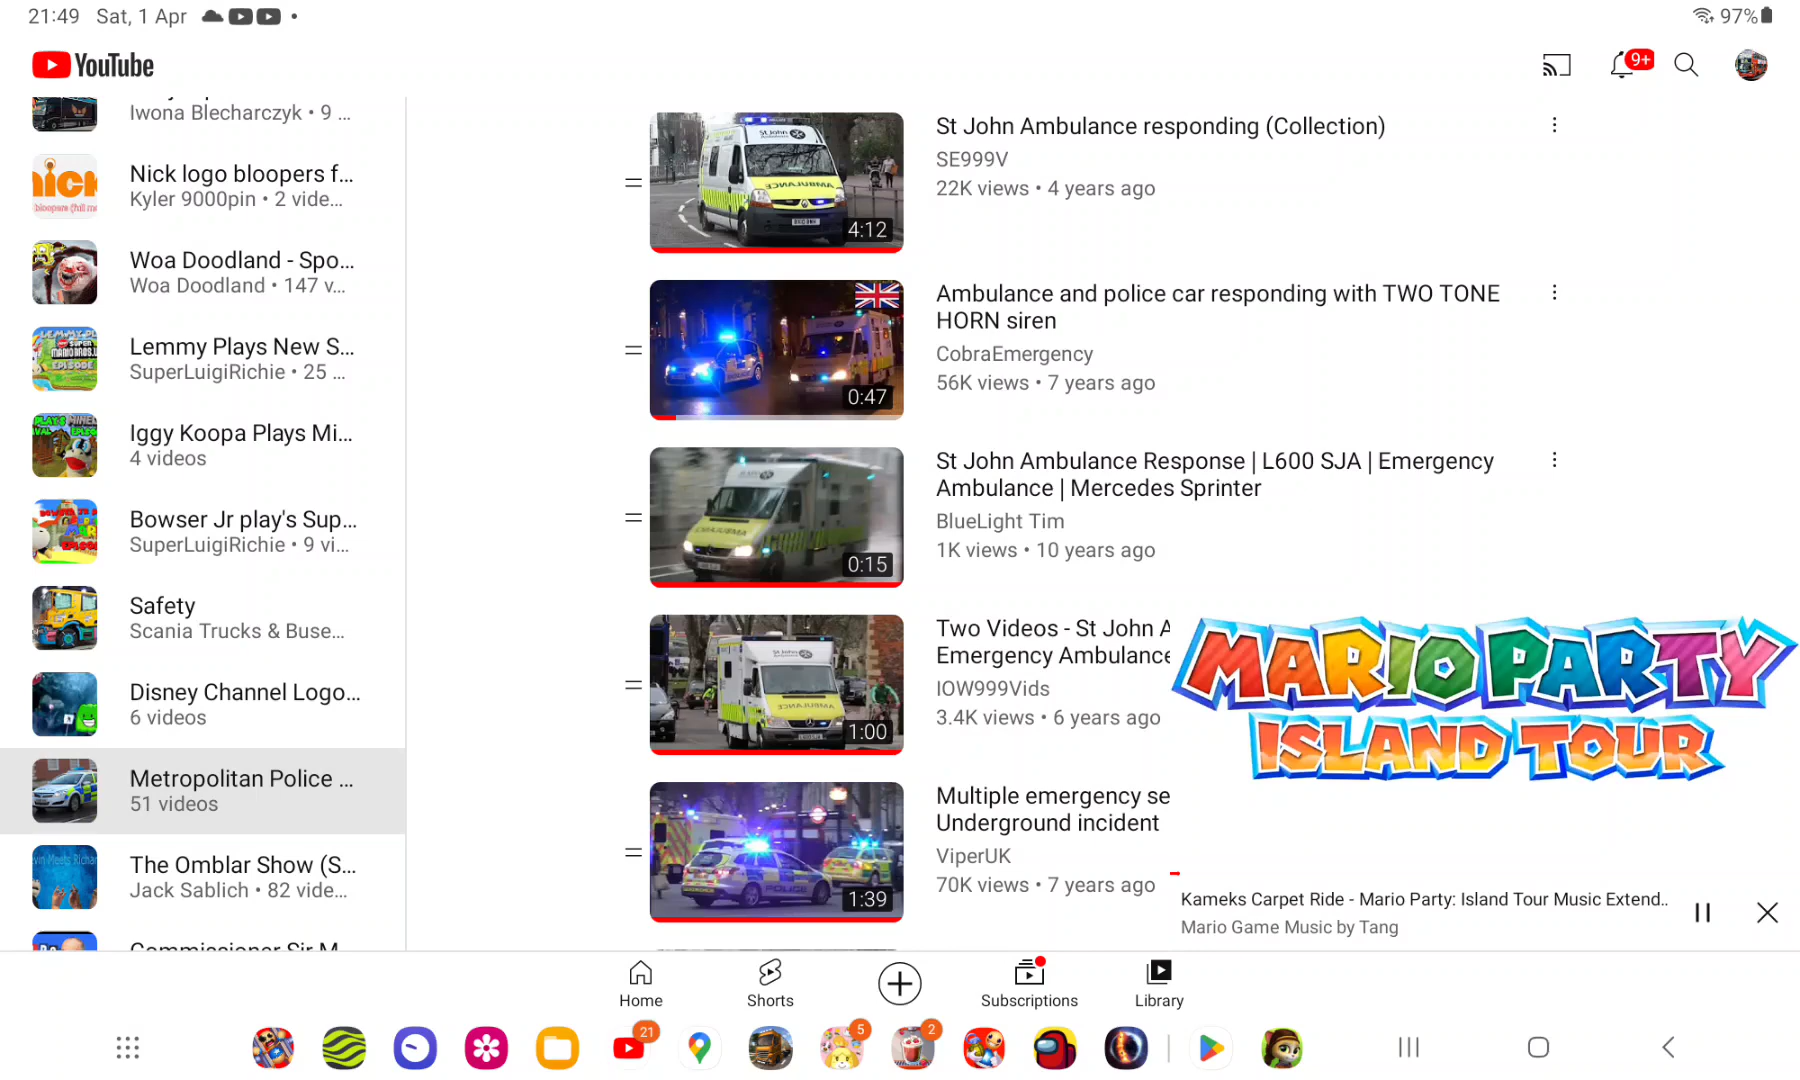 21:49 Sat, 1 Apr
97%
YouTube
9+
Iwona Blecharczyk • 9 ...
Nick logo bloopers f...
Kyler 9000pin • 2 vide...
Woa Doodland - Spo...
Woa Doodland • 147 v...
Lemmy Plays New S...
SuperLuigiRichie • 25 ...
Iggy Koopa Plays Mi...
4 videos
Bowser Jr play's Sup...
SuperLuigiRichie • 9 vi...
Safety
Scania Trucks & Buse...
Disney Channel Logo...
6 videos
Metropolitan Police ...
51 videos
The Omblar Show (S...
Jack Sablich • 82 vide...
Commissioner Sir M
St John Ambulance responding (Collection)
SE999V
22K views • 4 years ago
4:12
Ambulance and police car responding with TWO TONE
HORN siren
CobraEmergency
56K views • 7 years ago
0:47
St John Ambulance Response | L600 SJA | Emergency
Ambulance | Mercedes Sprinter
BlueLight Tim
1K views • 10 years ago
0:15
Two Videos - St John A
Emergency Ambulance
IOW999Vids
3.4K views • 6 years ago
1:00
Multiple emergency se
Underground incident
ViperUK
70K views • 7 years ago
1:39
MARIO PARTY
ISLAND TOUR
Kameks Carpet Ride - Mario Party: Island Tour Music Extend..
Mario Game Music by Tang
Home
Shorts
Subscriptions
Library
21
5
2